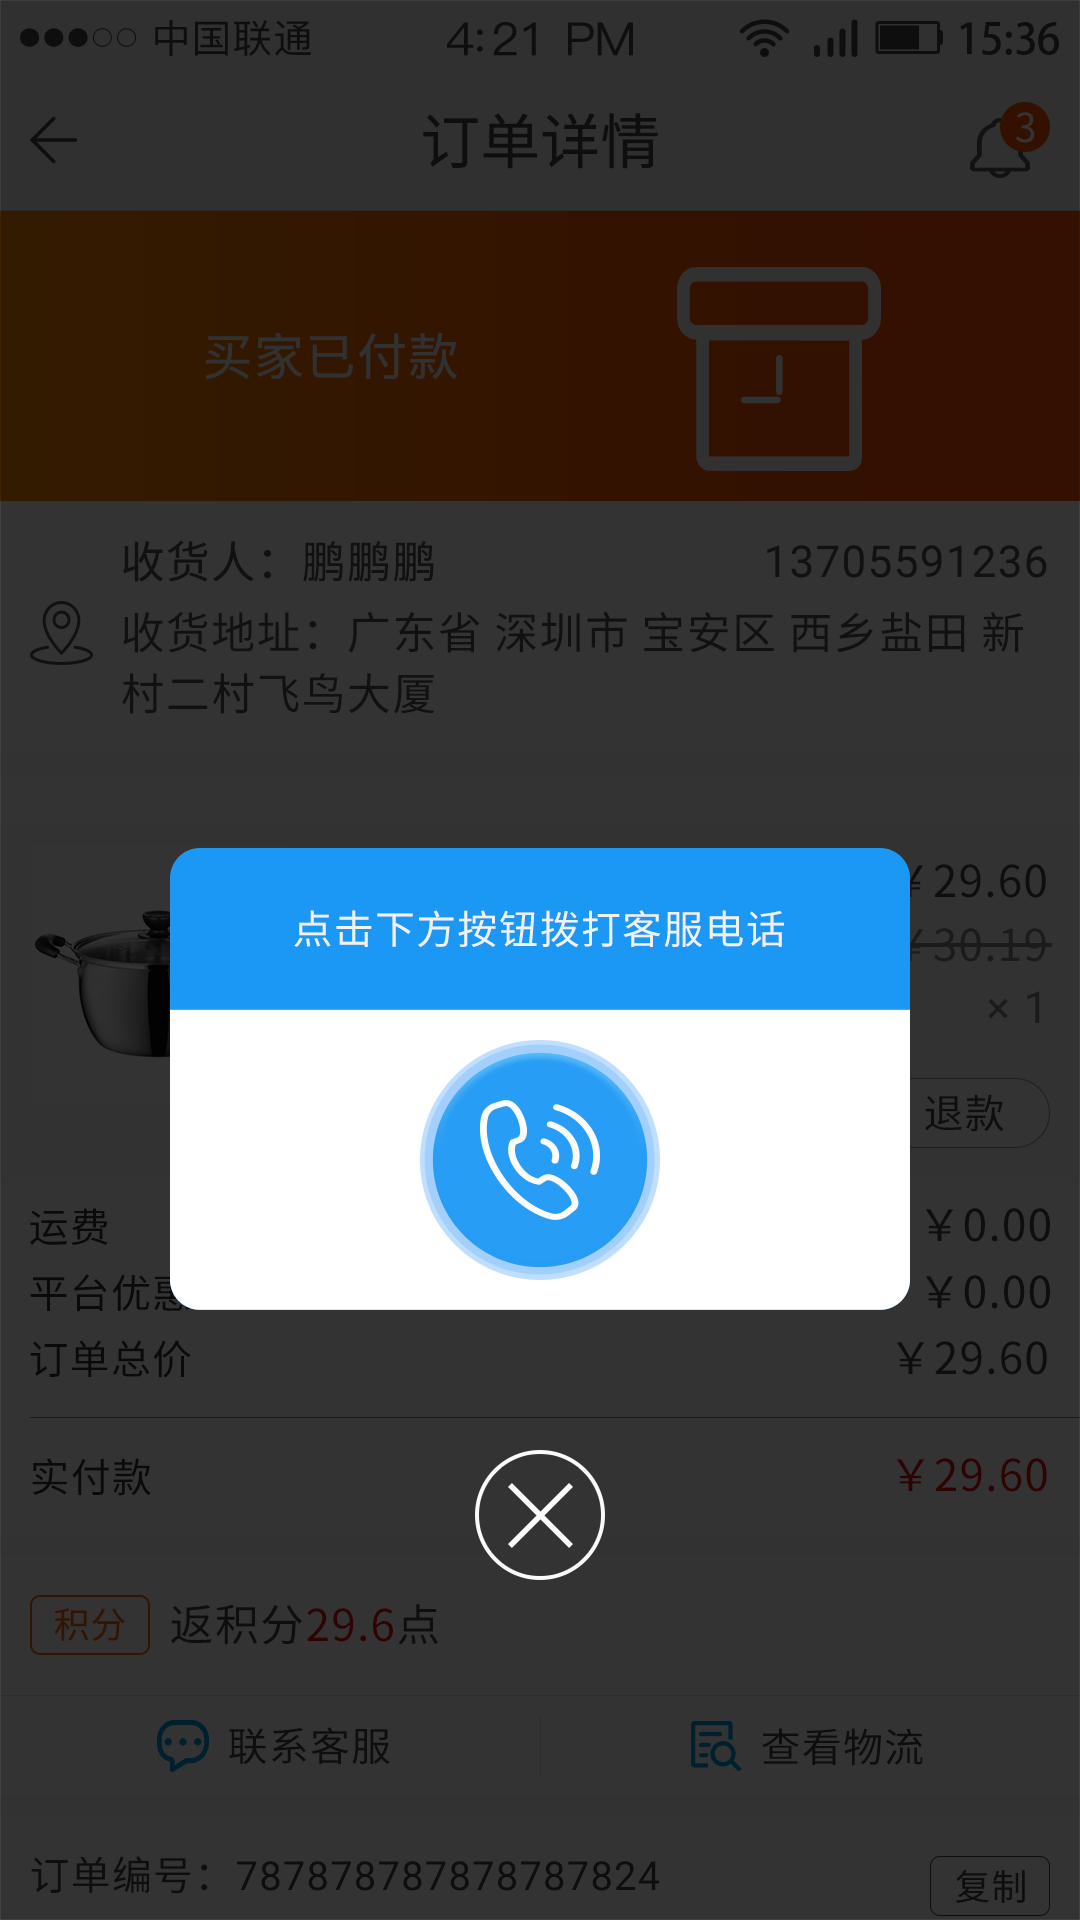 中国联通 4:21 PM 15:36
订单详情 3
买家已付款
收货人：鹏鹏鹏 13705591236
收货地址：广东省 深圳市 宝安区 西乡盐田 新
村二村飞鸟大厦
¥29.60
点击下方按钮拨打客服电话
¥30.19
× 1
退款
运费 ¥0.00
平台优惠 ¥0.00
订单总价 ¥29.60
实付款 ¥29.60
积分 返积分29.6点
联系客服 查看物流
订单编号：787878787878787824 复制